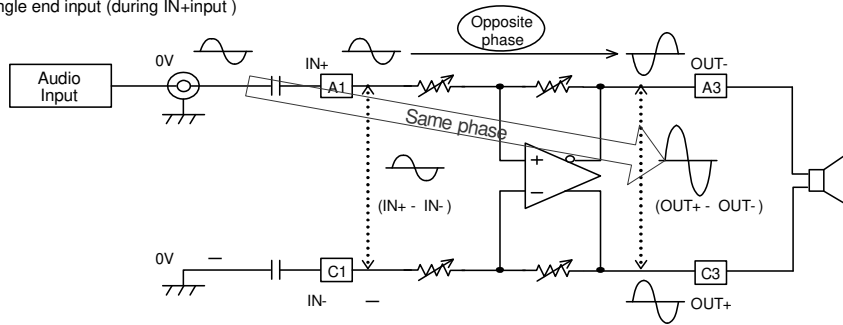 ngle end input (during IN+input )
Opposite
phase
0V
IN+
OUT-
Audio
Input
A1
A3
Same phase
+
−
(IN+ - IN- )
(OUT+ - OUT- )
0V
−
C1
C3
IN-
−
OUT+